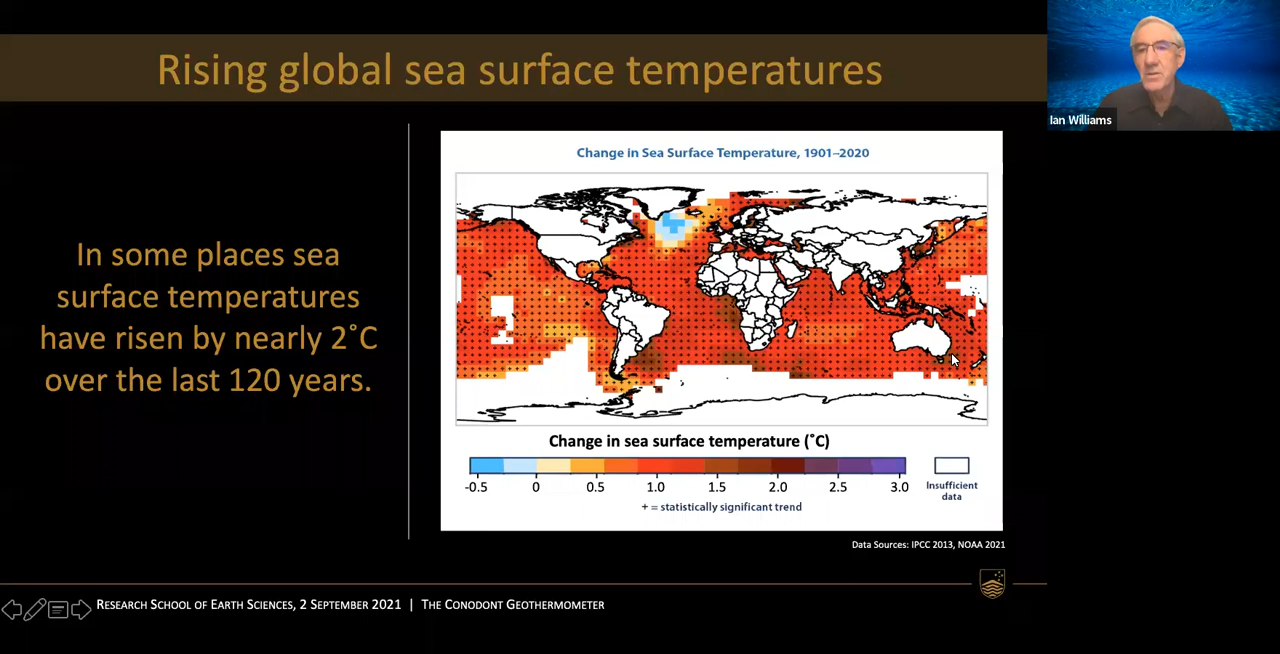 Rising global sea surface temperatures
Ian Williams
In some places sea
surface temperatures
have risen by nearly 2˚C
over the last 120 years.
Change in Sea Surface Temperature, 1901–2020
Change in sea surface temperature (˚C)
-0.5 0 0.5 1.0 1.5 2.0 2.5 3.0
Insufficient
data
+ = statistically significant trend
Data Sources: IPCC 2013, NOAA 2021
RESEARCH SCHOOL OF EARTH SCIENCES, 2 SEPTEMBER 2021 | THE CONODONT GEOTHERMOMETER